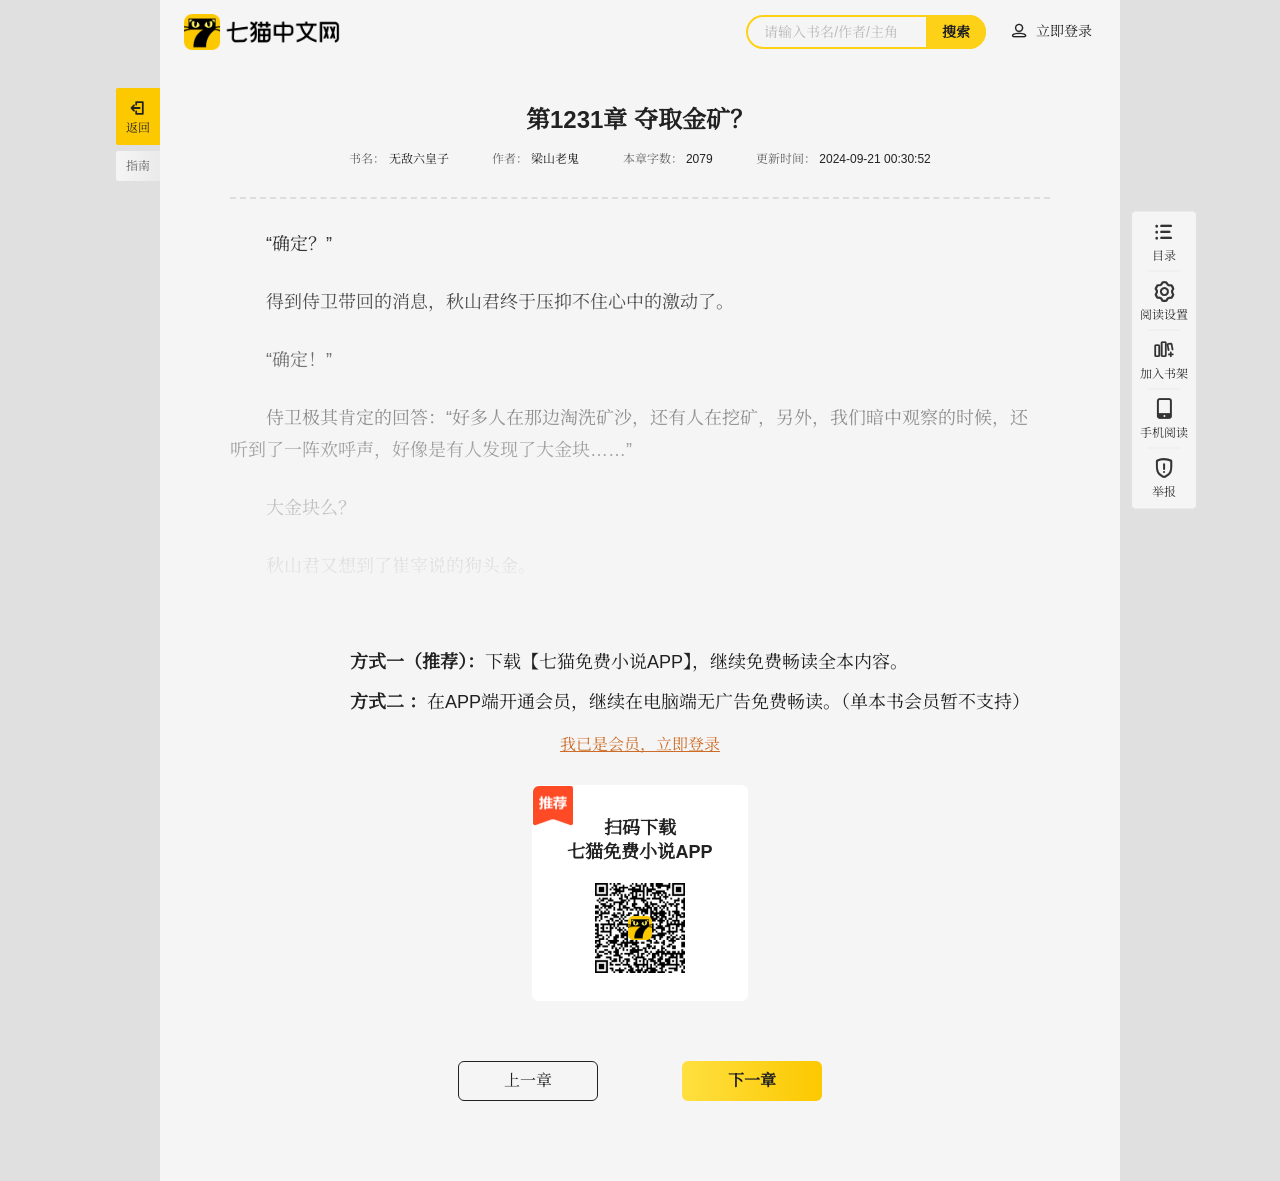 七猫中文网
请输入书名/作者/主角
搜索
立即登录
返回
指南
第1231章 夺取金矿？
书名： 无敌六皇子 作者： 梁山老鬼 本章字数： 2079 更新时间： 2024-09-21 00:30:52
“确定？”
得到侍卫带回的消息，秋山君终于压抑不住心中的激动了。
“确定！”
侍卫极其肯定的回答：“好多人在那边淘洗矿沙，还有人在挖矿，另外，我们暗中观察的时候，还
听到了一阵欢呼声，好像是有人发现了大金块……”
大金块么？
秋山君又想到了崔宰说的狗头金。
目录
阅读设置
加入书架
手机阅读
举报
方式一（推荐）：下载【七猫免费小说APP】，继续免费畅读全本内容。
方式二 ：在APP端开通会员，继续在电脑端无广告免费畅读。（单本书会员暂不支持）
我已是会员，立即登录
推荐
扫码下载
七猫免费小说APP
上一章
下一章